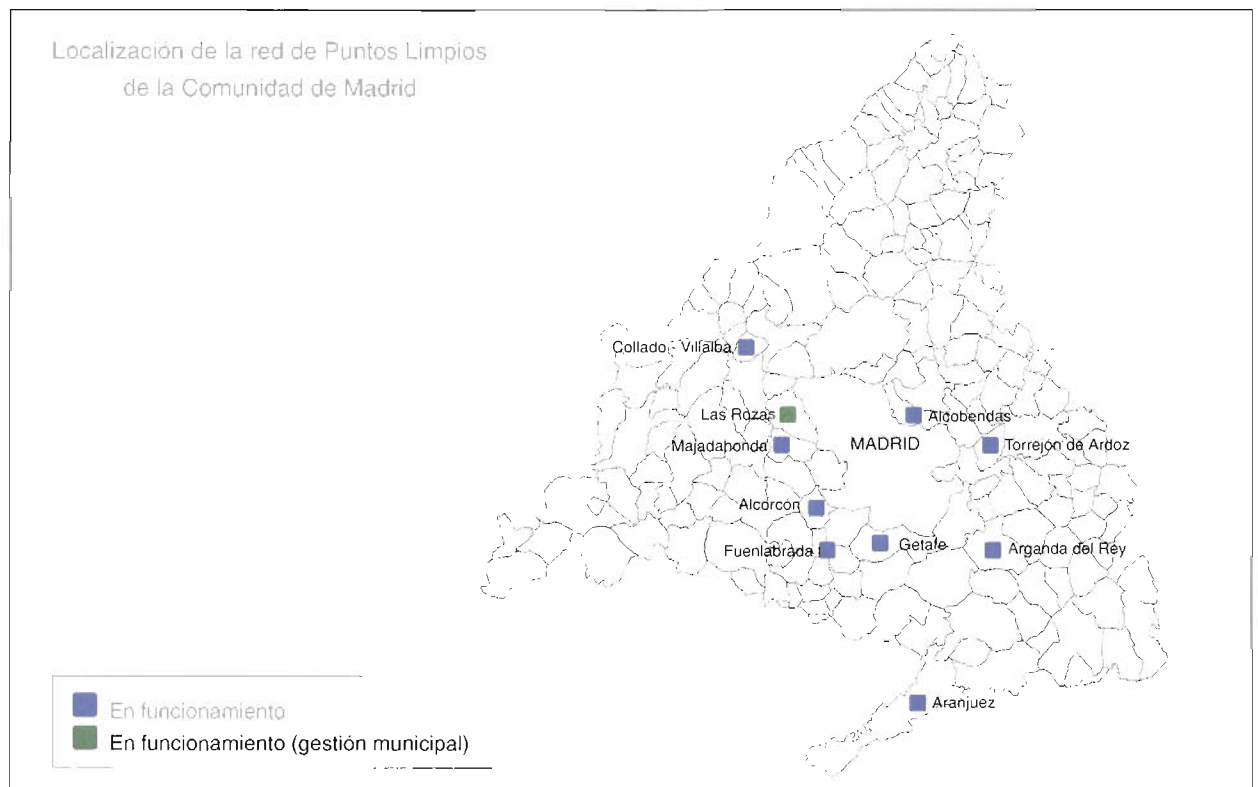 Localización de la red de Puntos Limpios
de la Comunidad de Madrid
Collado - Villalba
Las Rozas
Alcobendas
Majadahonda
MADRID
Torrejón de Ardoz
Alcorcón
Fuenlabrada
Getafe
Arganda del Rey
Aranjuez
En funcionamiento
En funcionamiento (gestión municipal)